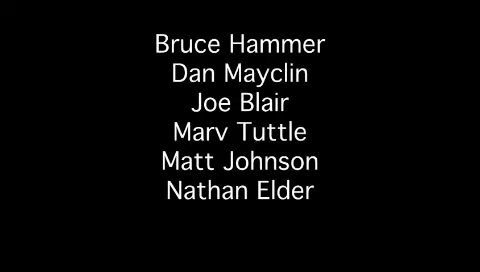 Bruce Hammer
Dan Mayclin
Joe Blair
Marv Tuttle
Matt Johnson
Nathan Elder